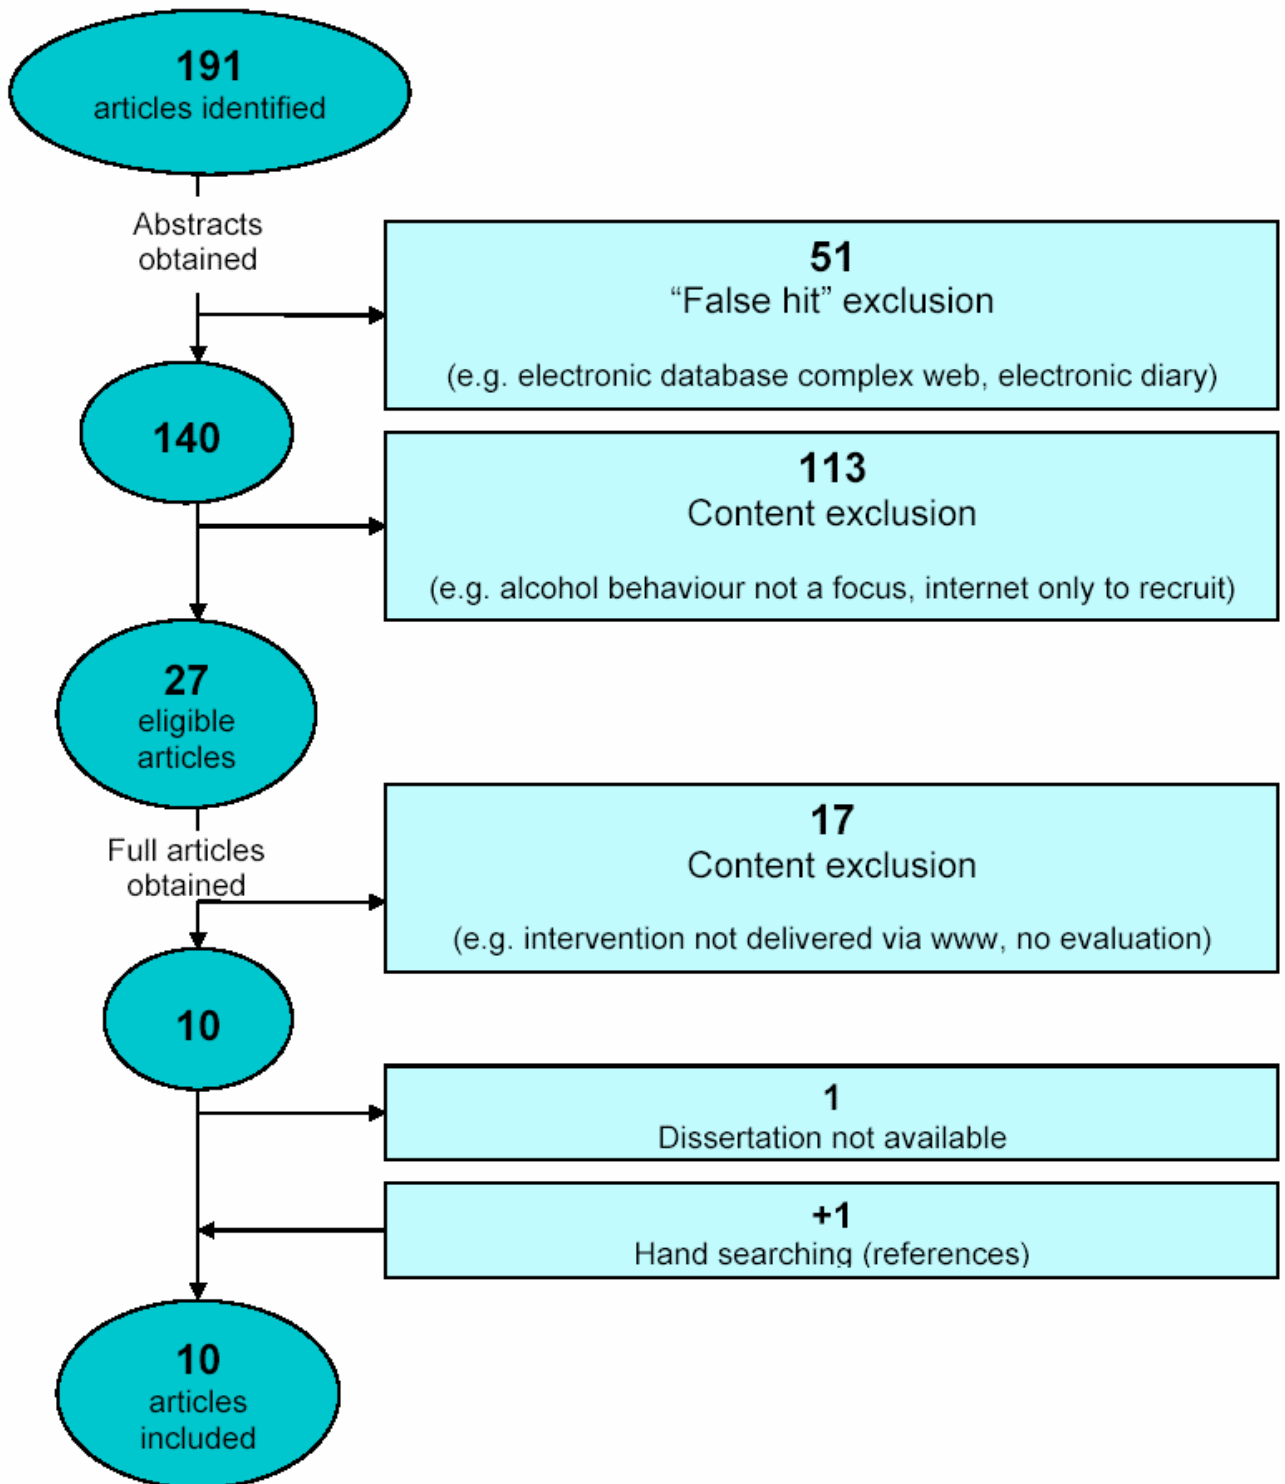 191
articles identified
Abstracts
obtained
51
“False hit” exclusion
(e.g. electronic database complex web, electronic diary)
140
113
Content exclusion
(e.g. alcohol behaviour not a focus, internet only to recruit)
27
eligible
articles
Full articles
obtained
17
Content exclusion
(e.g. intervention not delivered via www, no evaluation)
10
1
Dissertation not available
+1
Hand searching (references)
10
articles
included